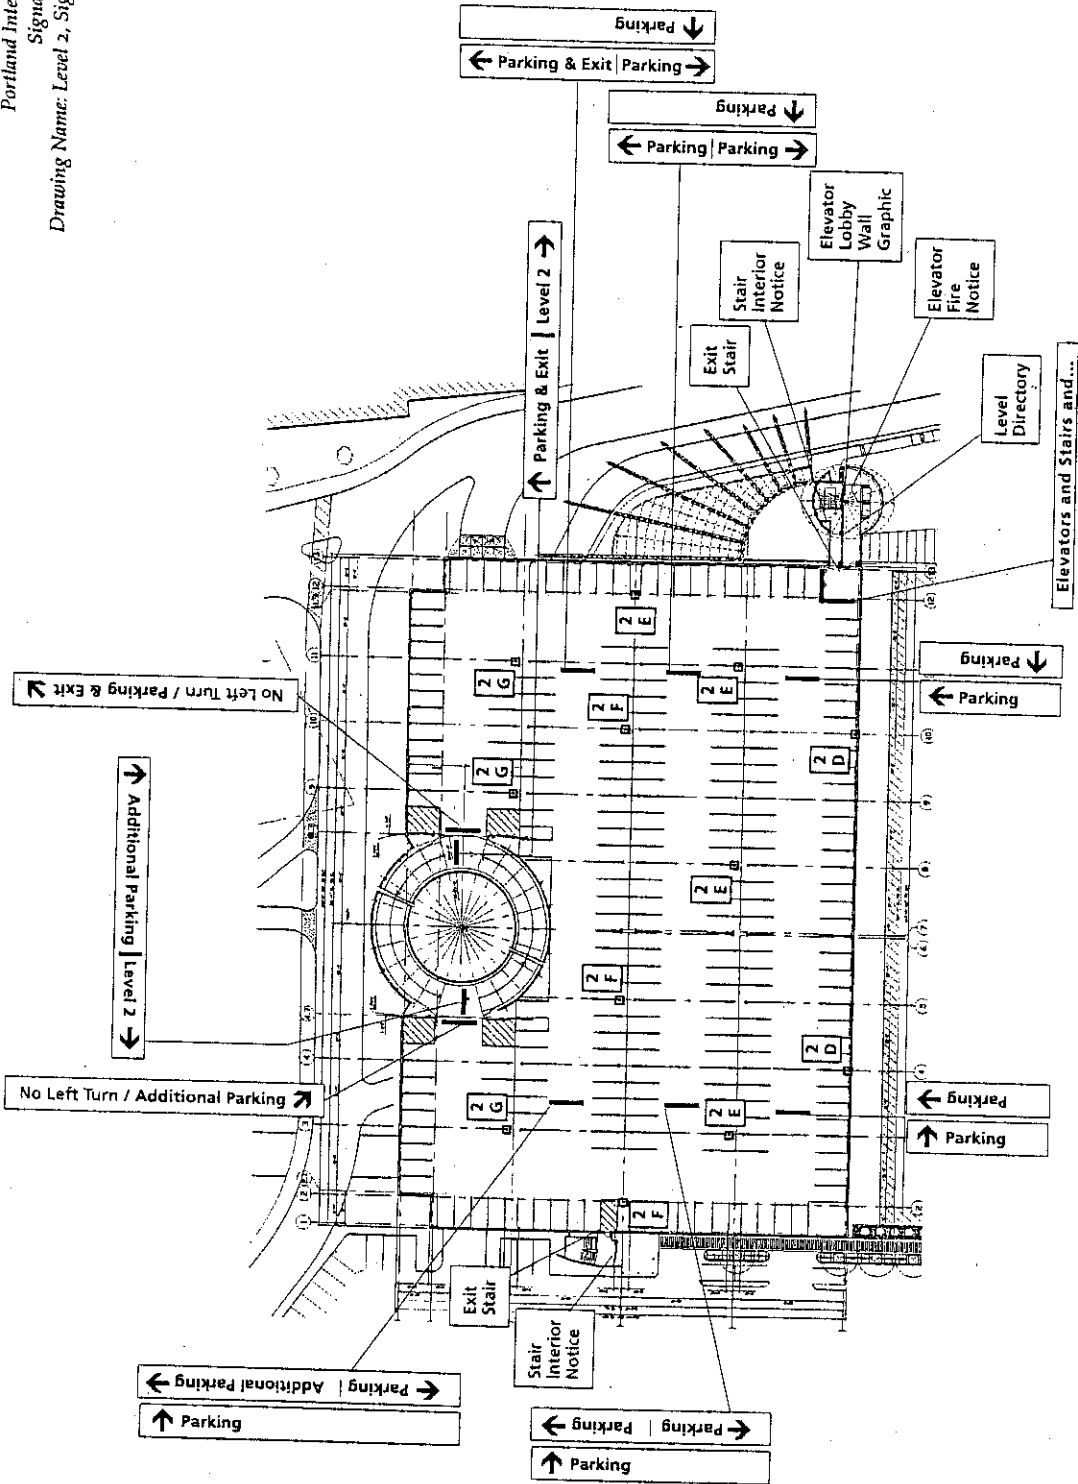 Portland Inte
Signa
Drawing Name: Level 2, Sig
Parking
Parking & Exit | Parking
Parking
Parking | Parking
Parking & Exit | Level 2
Elevator
Lobby
Wall
Graphic
Stair
Interior
Notice
Elevator
Fire
Notice
Exit
Stair
Level
Directory
Elevators and Stairs and...
No Left Turn / Parking & Exit
Additional Parking | Level 2
No Left Turn / Additional Parking
2
E
2
G
2
F
2
E
2
G
2
D
2
E
2
F
2
D
2
G
2
E
2
F
Parking
Parking
Parking
Parking
Exit
Stair
Stair
Interior
Notice
Parking | Additional Parking
Parking
Parking | Parking
Parking